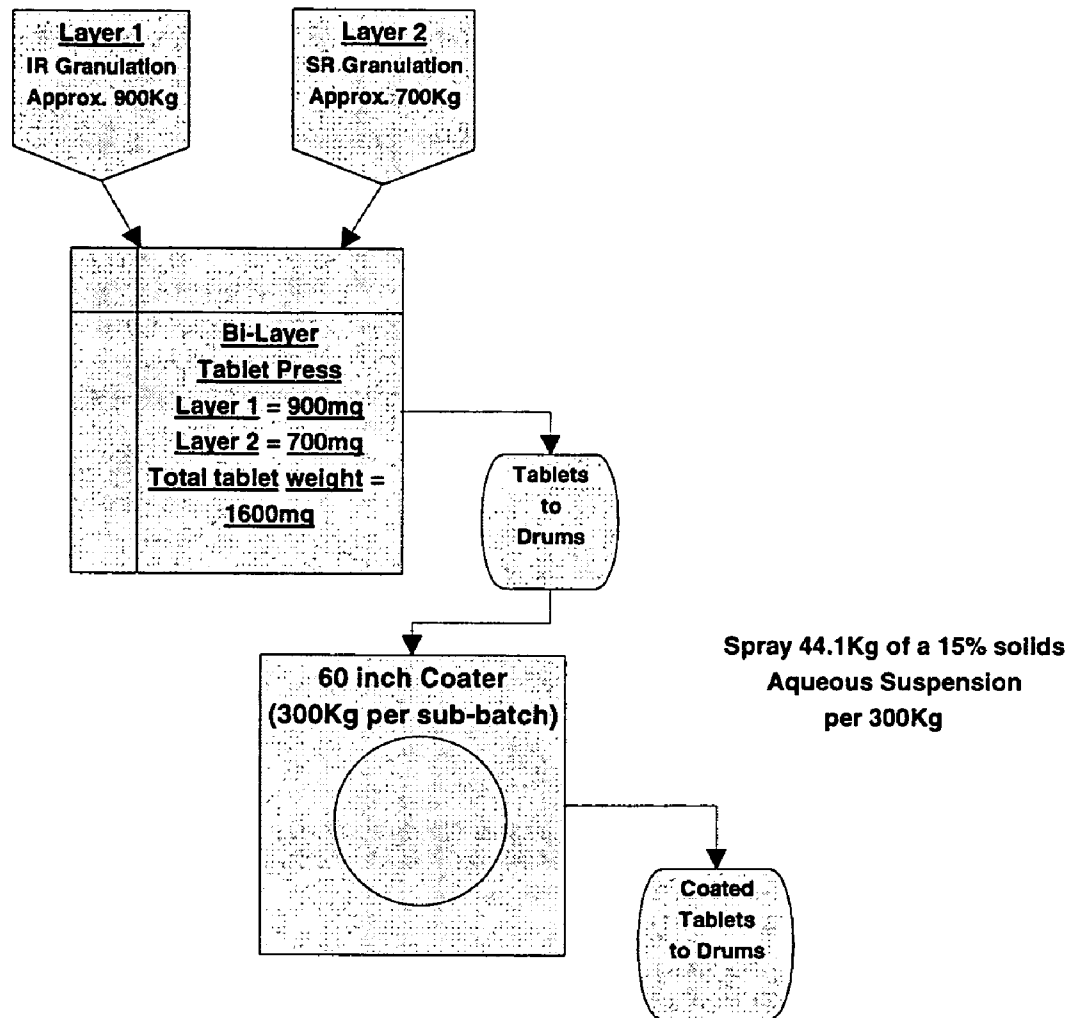 Layer 1
IR Granulation
Approx. 900Kg
Layer 2
SR Granulation
Approx. 700Kg
Bi-Layer
Tablet Press
Layer 1 = 900mg
Layer 2 = 700mg
Total tablet weight =
1600mg
Tablets
to
Drums
60 inch Coater
(300Kg per sub-batch)
Spray 44.1Kg of a 15% solids
Aqueous Suspension
per 300Kg
Coated
Tablets
to Drums